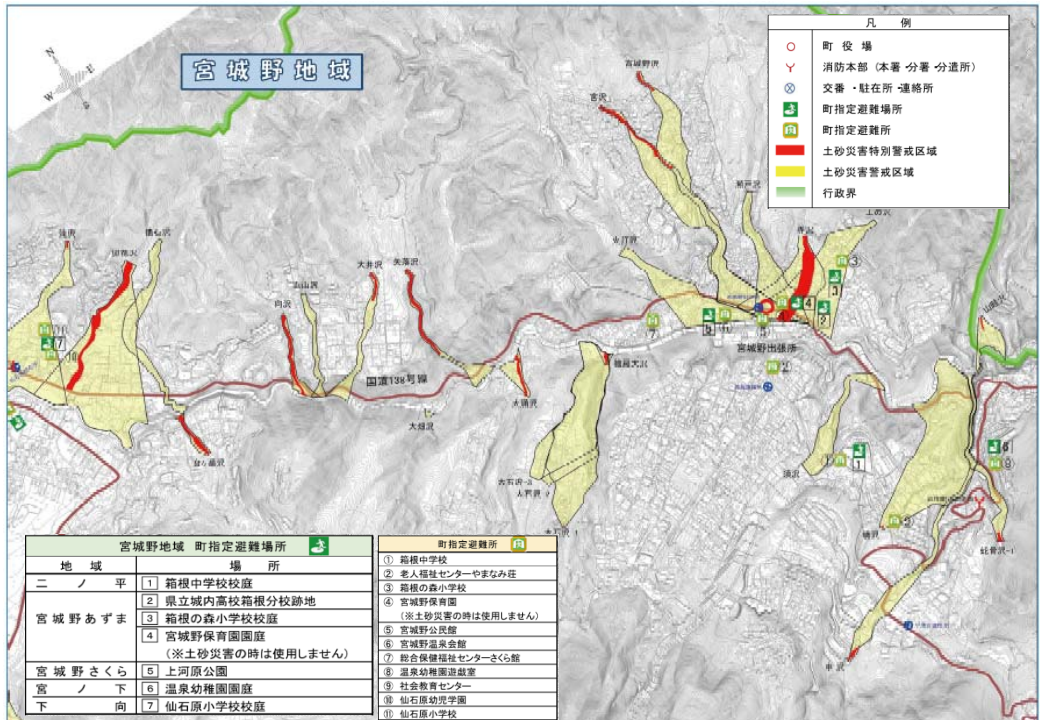 宮城野地域
N
E
W
S
凡 例
町 役 場
消防本部（本署・分署・分遣所）
交番・駐在所・連絡所
町指定避難場所
町指定避難所
土砂災害特別警戒区域
土砂災害警戒区域
行政界
宮城野沢
宮沢
大井沢
矢落沢
向沢
国道138号線
大畑沢
宮城野出張所
須沢
7
3
4
2
1
宮城野地域 町指定避難場所
地 域 場 所
二ノ平 1 箱根中学校校庭
宮城野あずま 2 県立城内高校箱根分校跡地
3 箱根の森小学校校庭
4 宮城野保育園園庭
（※土砂災害の時は使用しません）
宮城野さくら 5 上河原公園
宮ノ下 6 温泉幼稚園園庭
下向 7 仙石原小学校校庭
町指定避難所
① 箱根中学校
② 老人福祉センターやまなみ荘
③ 箱根の森小学校
④ 宮城野保育園
（※土砂災害の時は使用しません）
⑤ 宮城野公民館
⑥ 宮城野温泉会館
⑦ 総合保健福祉センターさくら館
⑧ 温泉幼稚園遊戯室
⑨ 社会教育センター
⑩ 仙石原幼児学園
⑪ 仙石原小学校